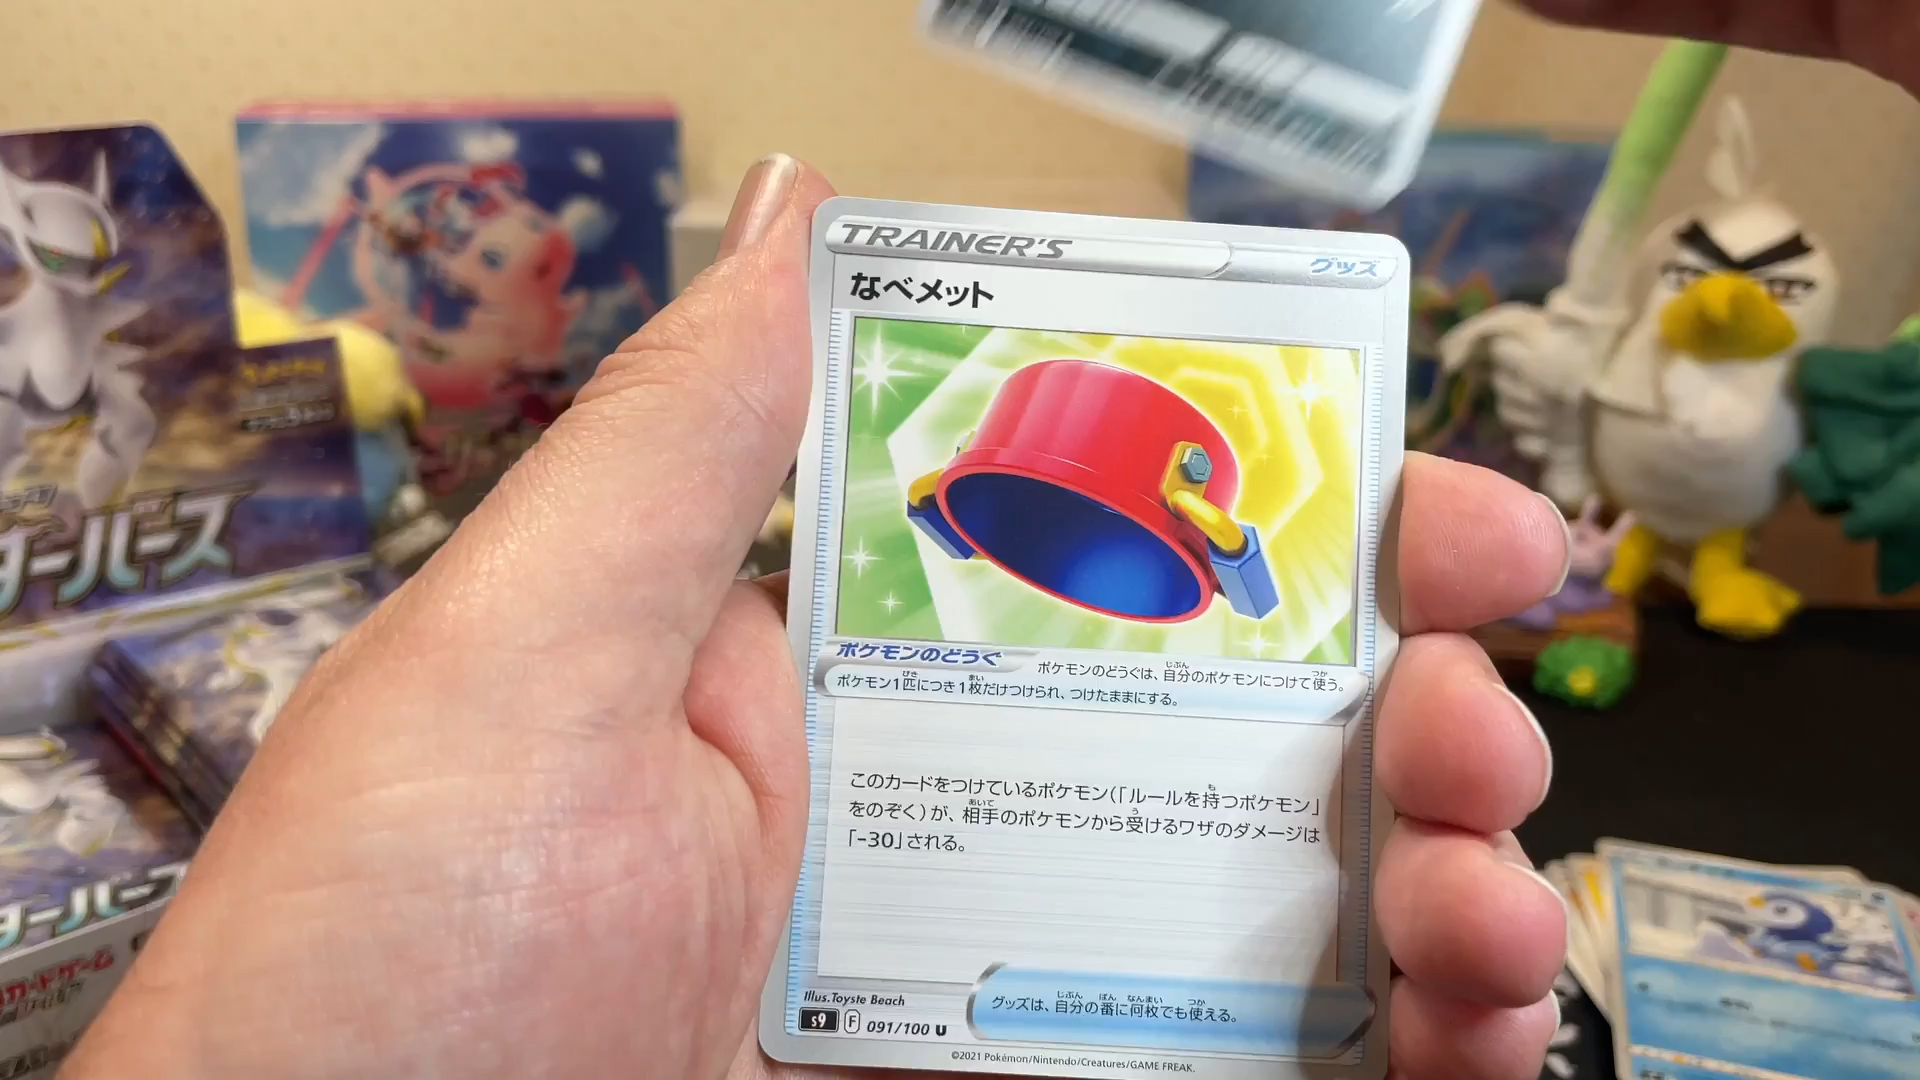 TRAINER'S
グッズ
なべメット
ポケモンのどうぐ
ポケモンのどうぐは、自分のポケモンにつけて使う。
ポケモン1匹につき1枚だけつけられ、つけたままにする。
このカードをつけているポケモン(「ルールを持つポケモン」
をのぞく)が、相手のポケモンから受けるワザのダメージは
「-30」される。
Illus.Toyste Beach
グッズは、自分の番に何枚でも使える。
s9 F 091/100 U
©2021 Pokémon/Nintendo/Creatures/GAME FREAK.
ターバース
ターバース
カードゲーム